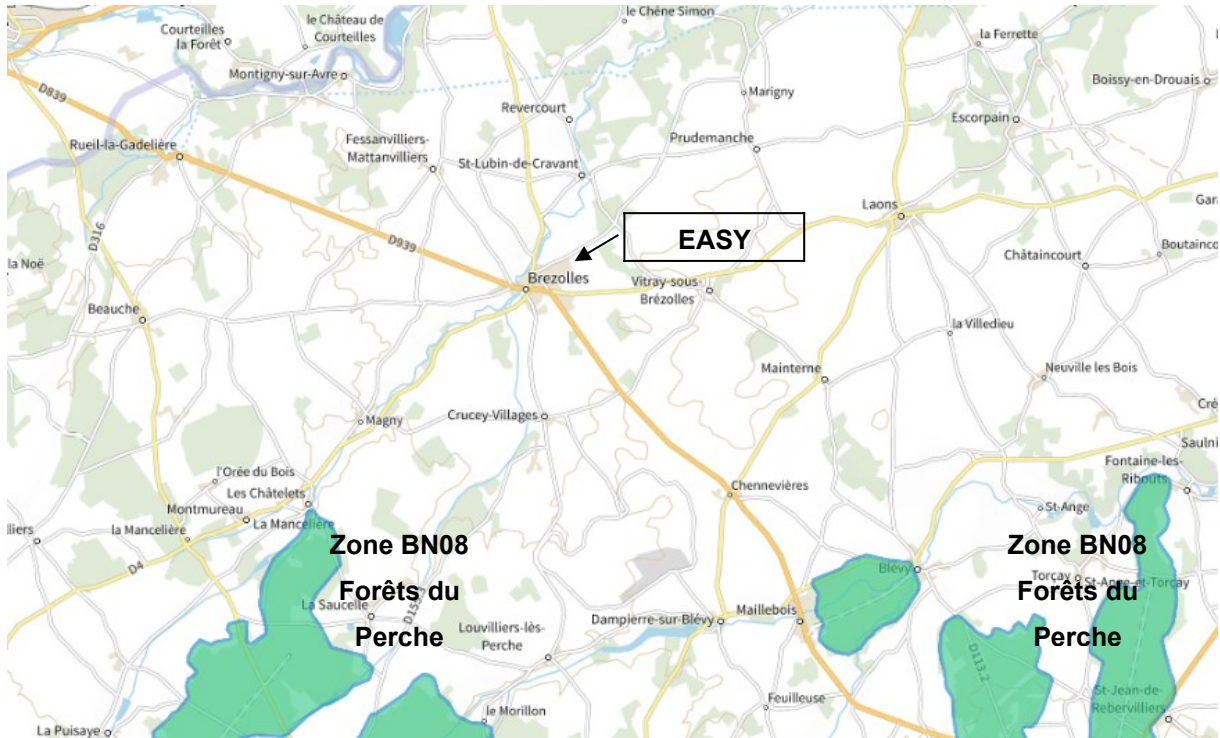 le Chêne Simon
le Château de
Courteilles
Courteilles
la Forêt
la Ferrette
Montigny-sur-Avre
Boissy-en-Drouais
D839
Marigny
Revercourt
Escorpain
Rueil-la-Gadelière
Fessanvilliers-
Mattanvilliers
Prudemanche
St-Lubin-de-Cravant
Laons
D316
D939
EASY
Châtaincourt
la Noë
Brezolles
Vitray-sous-
Brézolles
Beauche
la Villedieu
Mainterne
Neuville les Bois
Magny
Crucey-Villages
l'Orée du Bois
Les Châtelets
Montmureau
La Mancelière
la Mancelière
Chennevières
Fontaine-les-
Ribouts
St-Ange
Zone BN08
Forêts du
Perche
Zone BN08
Forêts du
Perche
D4
Blévy
Torçay
St-Ange-et-Torçay
La Saucelle
Louvilliers-lès-
Perche
Dampierre-sur-Blévy
Maillebois
D113.2
Feuilleuse
St-Jean-de-
Rebervilliers
le Morillon
La Puisaye